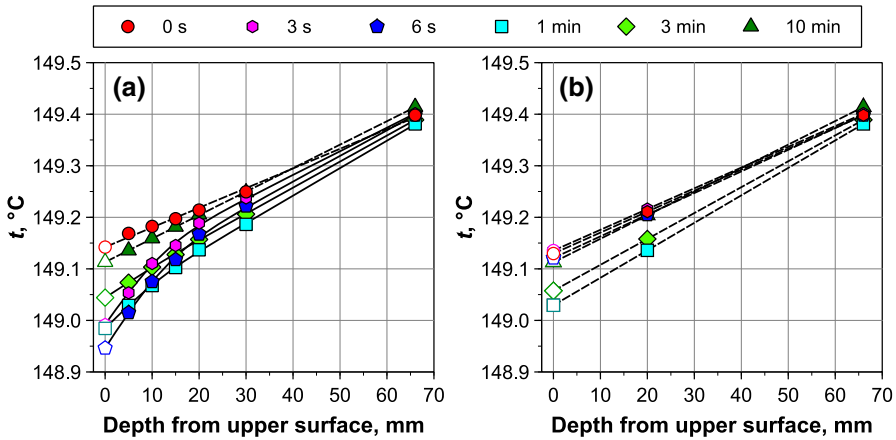 0 s 3 s 6 s 1 min 3 min 10 min
(a) (b)
t, °C
149.5 149.5
149.4 149.4
149.3 149.3
149.2 149.2
149.1 149.1
149.0 149.0
148.9 148.9
0 10 20 30 40 50 60 70 0 10 20 30 40 50 60 70
Depth from upper surface, mm Depth from upper surface, mm